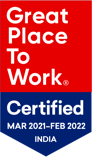 Great
Place
To
Work®
Certified
MAR 2021-FEB 2022
INDIA